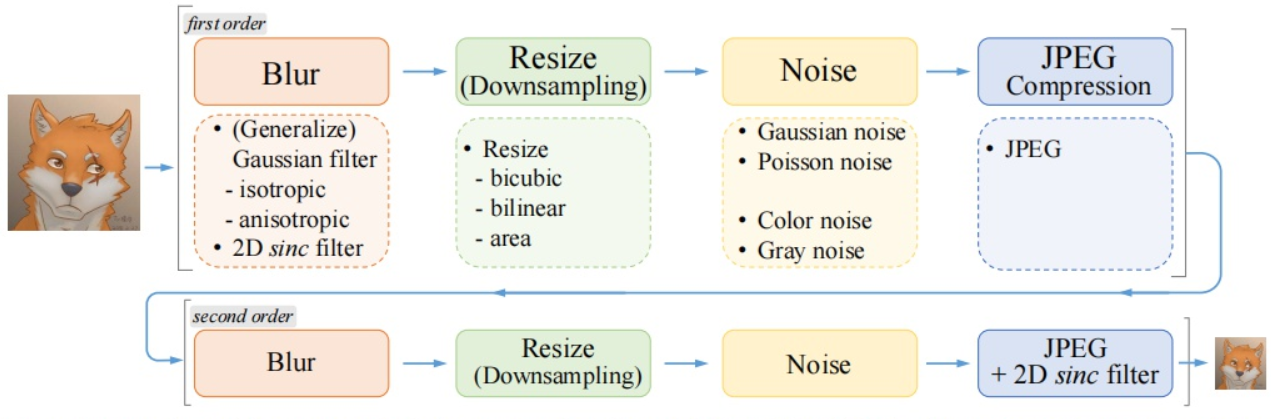 first order
Blur
Resize
(Downsampling)
Noise
JPEG
Compression
• (Generalize)
Gaussian filter
- isotropic
- anisotropic
• 2D sinc filter
• Resize
- bicubic
- bilinear
- area
• Gaussian noise
• Poisson noise
• Color noise
• Gray noise
• JPEG
second order
Blur
Resize
(Downsampling)
Noise
JPEG
+ 2D sinc filter